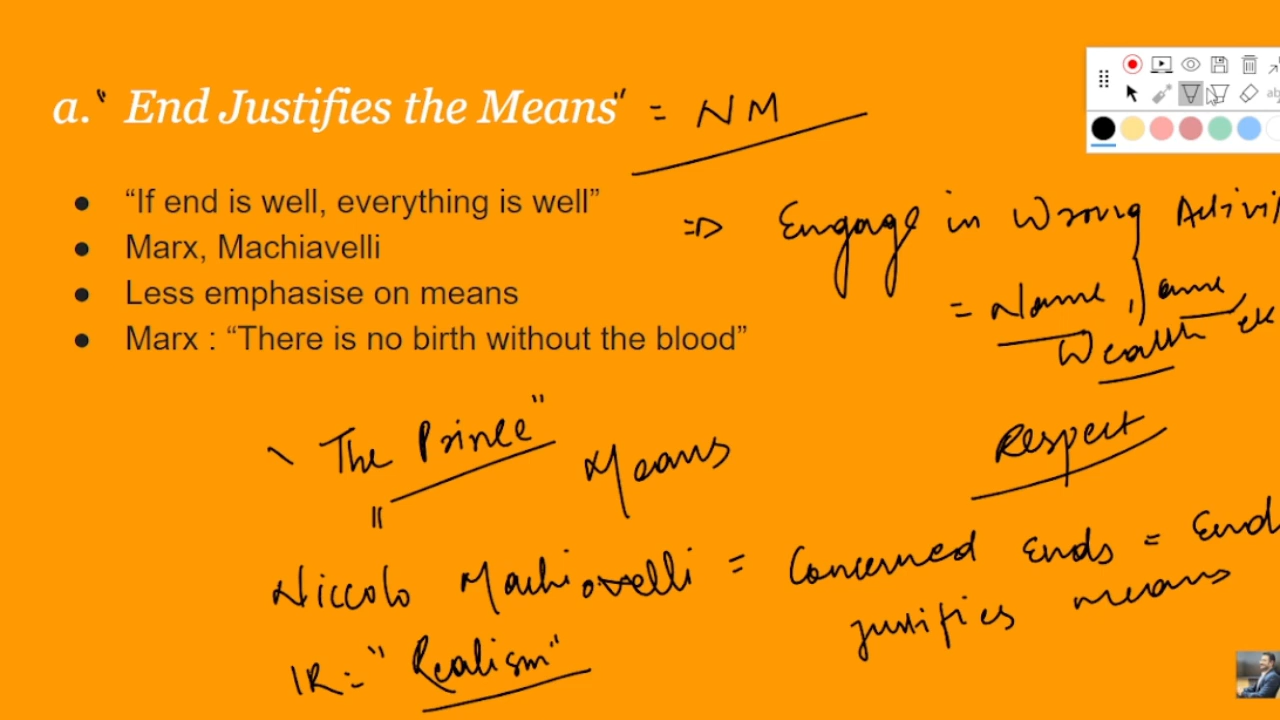 a. “ End Justifies the Means” = NM
● “If end is well, everything is well”
● Marx, Machiavelli
● Less emphasise on means
● Marx : “There is no birth without the blood”
⇒ Engage in Wrong Activi
= Name, fame,
Wealth etc
Respect
" The Prince"
Means
Niccolo Machiavelli = Concerned Ends = End
justifies means
IR = "Realism"
ab